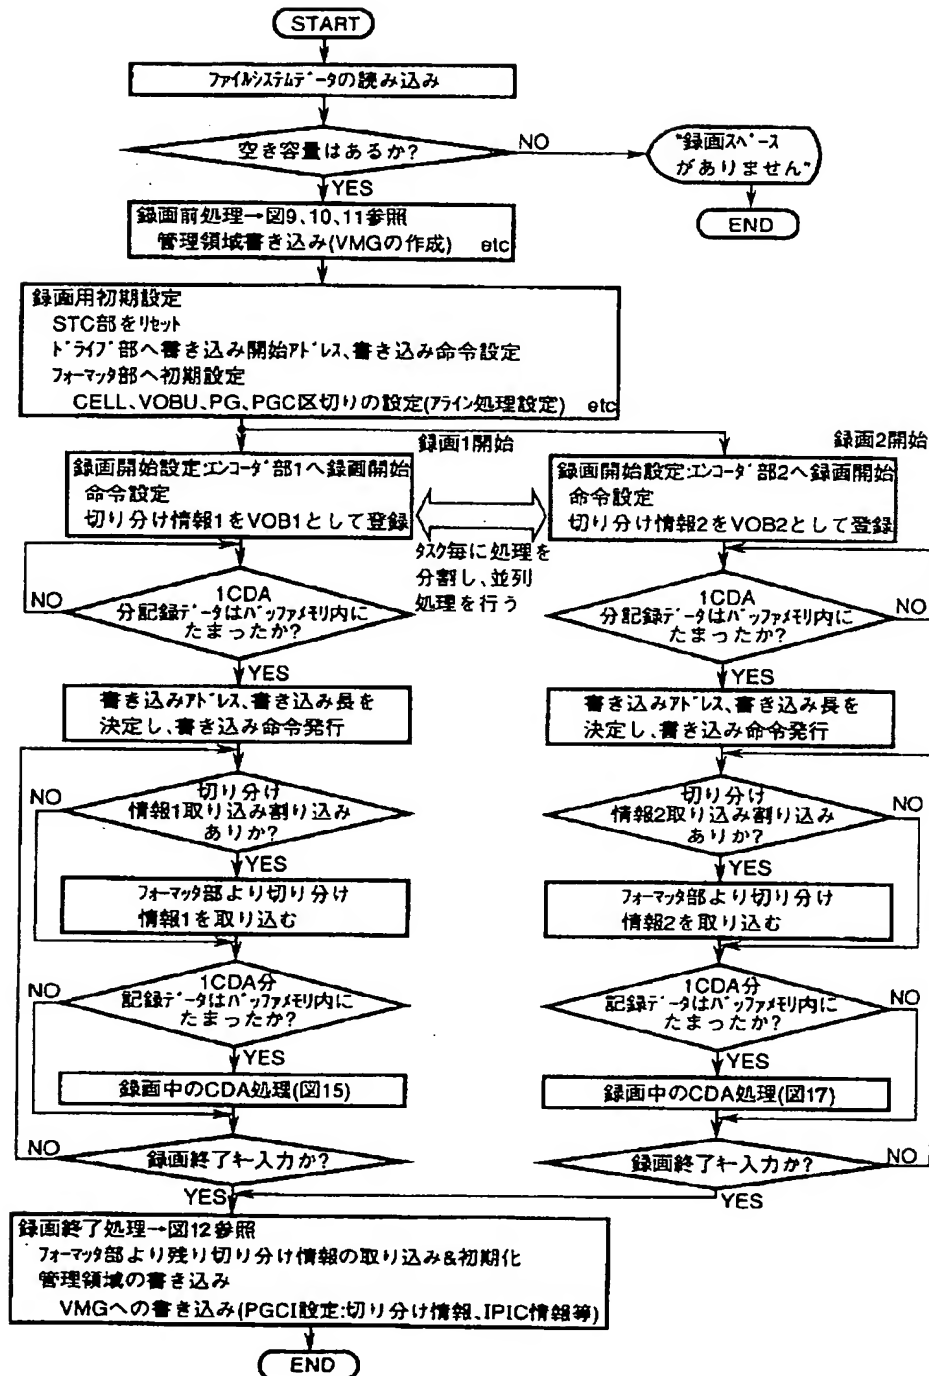 START
ファイルシステムデータの読み込み
空き容量はあるか?
NO
"録画スペース
がありません"
END
YES
録画前処理→図9、10、11参照
管理領域書き込み(VMGの作成) etc
録画用初期設定
STC部をリセット
ドライブ部へ書き込み開始アドレス、書き込み命令設定
フォーマッタ部へ初期設定
CELL、VOBU、PG、PGC区切りの設定(アライン処理設定) etc
録画1開始
録画開始設定:エンコーダ部1へ録画開始
命令設定
切り分け情報1をVOB1として登録
タスク毎に処理を
分割し、並列
処理を行う
NO
1CDA
分記録データはバッファメモリ内に
たまったか?
YES
書き込みアドレス、書き込み長を
決定し、書き込み命令発行
NO
切り分け
情報1取り込み割り込み
ありか?
YES
フォーマッタ部より切り分け
情報1を取り込む
1CDA分
記録データはバッファメモリ内に
たまったか?
NO
YES
録画中のCDA処理(図15)
NO
録画終了キー入力か?
YES
録画2開始
録画開始設定:エンコーダ部2へ録画開始
命令設定
切り分け情報2をVOB2として登録
1CDA
分記録データはバッファメモリ内に
たまったか?
NO
YES
書き込みアドレス、書き込み長を
決定し、書き込み命令発行
切り分け
情報2取り込み割り込み
ありか?
NO
YES
フォーマッタ部より切り分け
情報2を取り込む
1CDA分
記録データはバッファメモリ内に
たまったか?
NO
YES
録画中のCDA処理(図17)
録画終了キー入力か?
NO
YES
録画終了処理→図12参照
フォーマッタ部より残り切り分け情報の取り込み&初期化
管理領域の書き込み
VMGへの書き込み(PGCI設定:切り分け情報、IPIC情報等)
END